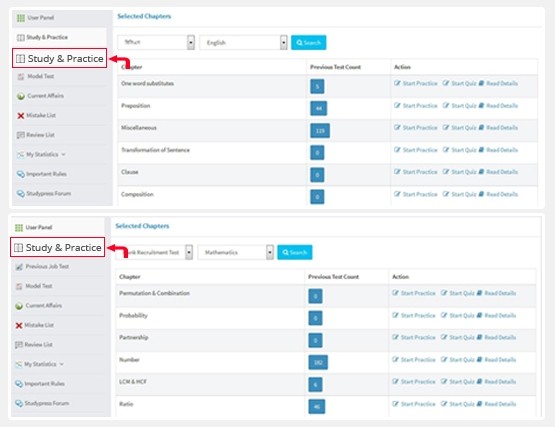 User Panel
Selected Chapters
Study & Practice
English
Search
Study & Practice
Chapter Previous Test Count Action
Model Test
One word substitutes 5 Start Practice Start Quiz Read Details
Current Affairs
Preposition 44 Start Practice Start Quiz Read Details
Mistake List
Miscellaneous Start Practice Start Quiz Read Details
Review List
Transformation of Sentence 0 Start Practice Start Quiz Read Details
My Statistics
Clause 0 Start Practice Start Quiz Read Details
Important Rules
Composition 0 Start Practice Start Quiz Read Details
Studypress Forum
User Panel
Selected Chapters
Study & Practice
Recruitment Test Mathematics Search
Previous Job Test
Chapter Previous Test Count Action
Model Test
Permutation & Combination 0 Start Practice Start Quiz Read Details
Current Affairs
Probability 0 Start Practice Start Quiz Read Details
Mistake List
Partnership 0 Start Practice Start Quiz Read Details
Review List
Number Start Practice Start Quiz Read Details
My Statistics
LCM & HCF 6 Start Practice Start Quiz Read Details
Important Rules
Studypress Forum
Ratio 46 Start Practice Start Quiz Read Details